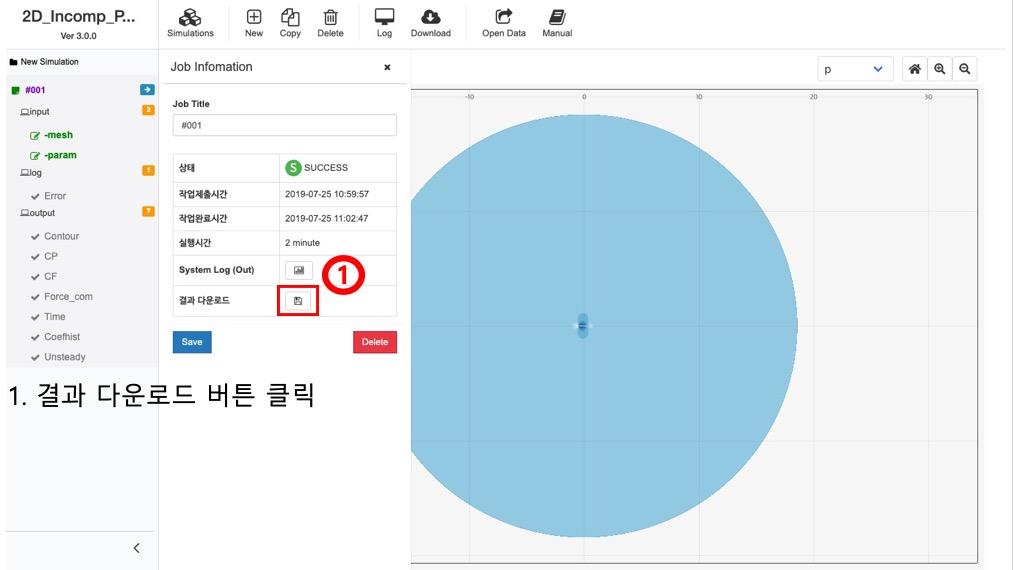 2D_Incomp_P...
Ver 3.0.0
Simulations
New
Copy
Delete
Log
Download
Open Data
Manual
New Simulation
#001
input
2
-mesh
-param
log
1
Error
output
7
Contour
CP
CF
Force_com
Time
Coefhist
Unsteady
Job Infomation
×
Job Title
#001
상태 S SUCCESS
작업제출시간 2019-07-25 10:59:57
작업완료시간 2019-07-25 11:02:47
실행시간 2 minute
System Log (Out)
1
결과 다운로드
Save
Delete
1. 결과 다운로드 버튼 클릭
p
-10 0 10 20 30